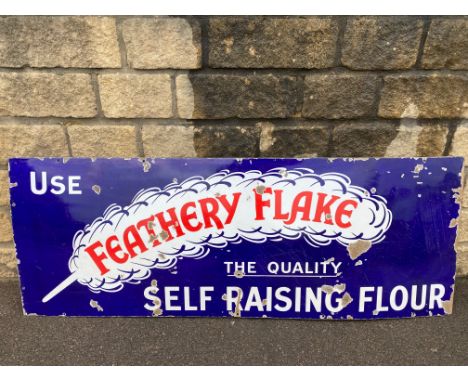 USE
FEATHERY FLAKE
THE QUALITY
SELF RAISING FLOUR